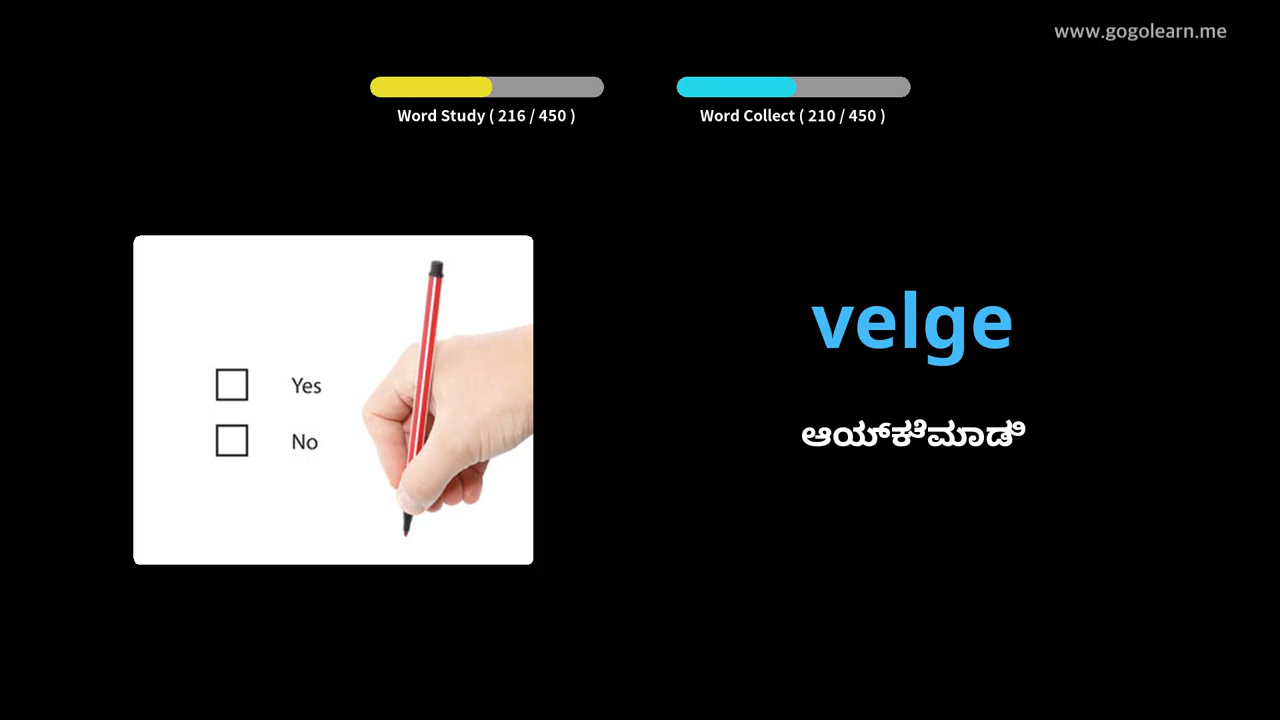 www.gogolearn.me
Word Study ( 216 / 450 )
Word Collect ( 210 / 450 )
Yes
No
velge
ಆಯ್ಕೆಮಾಡಿ